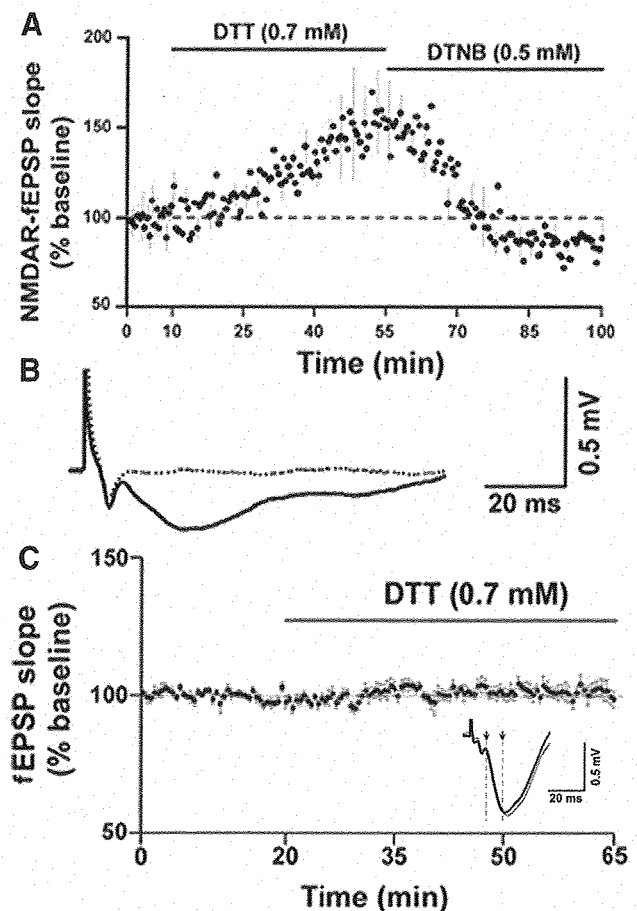 A
DTT (0.7 mM)
DTNB (0.5 mM)
NMDAR-fEPSP slope
(% baseline)
200
150
100
50
0 10 25 40 55 70 85 100
Time (min)
B
0.5 mV
20 ms
C
DTT (0.7 mM)
fEPSP slope
(% baseline)
150
100
50
0.5 mV
20 ms
0 20 35 50 65
Time (min)